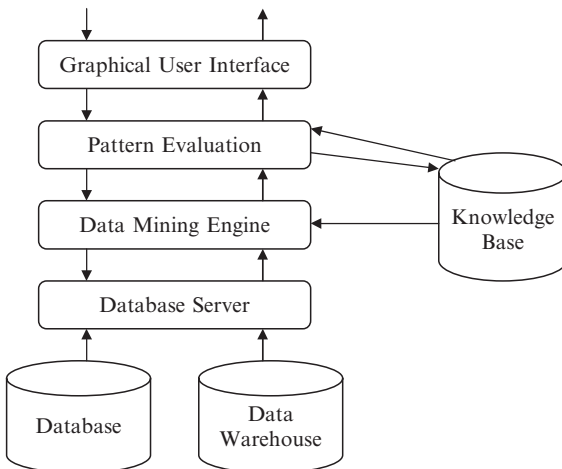 Graphical User Interface
Pattern Evaluation
Data Mining Engine
Knowledge
Base
Database Server
Database
Data
Warehouse